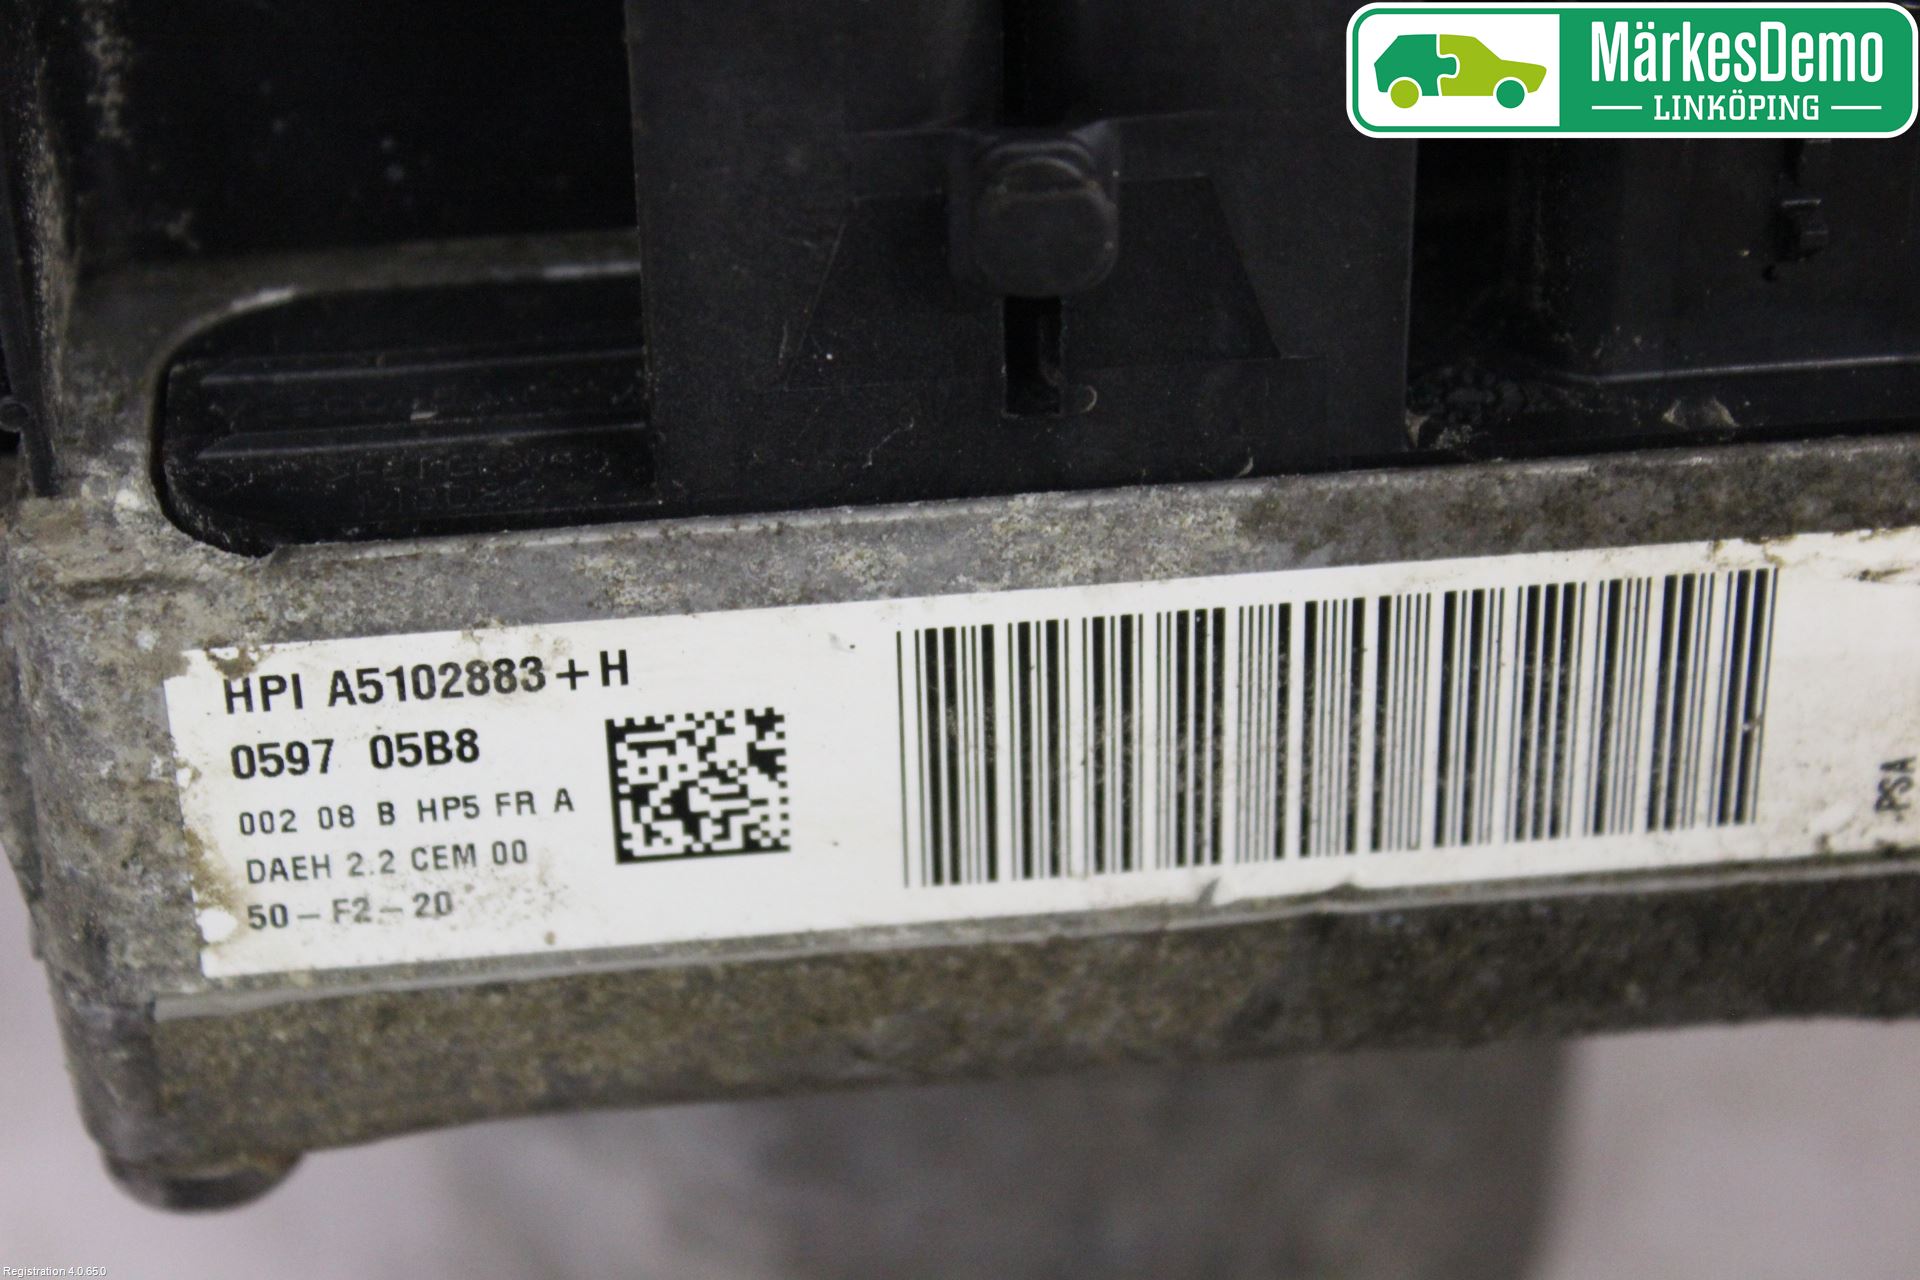 MärkesDemo
LINKÖPING
HPI A5102883+H
0597 05B8
002 08 B HP5 FR A
DAEH 2.2 CEM 00
50-F2-20
PSA
Registration 4.0.65.0